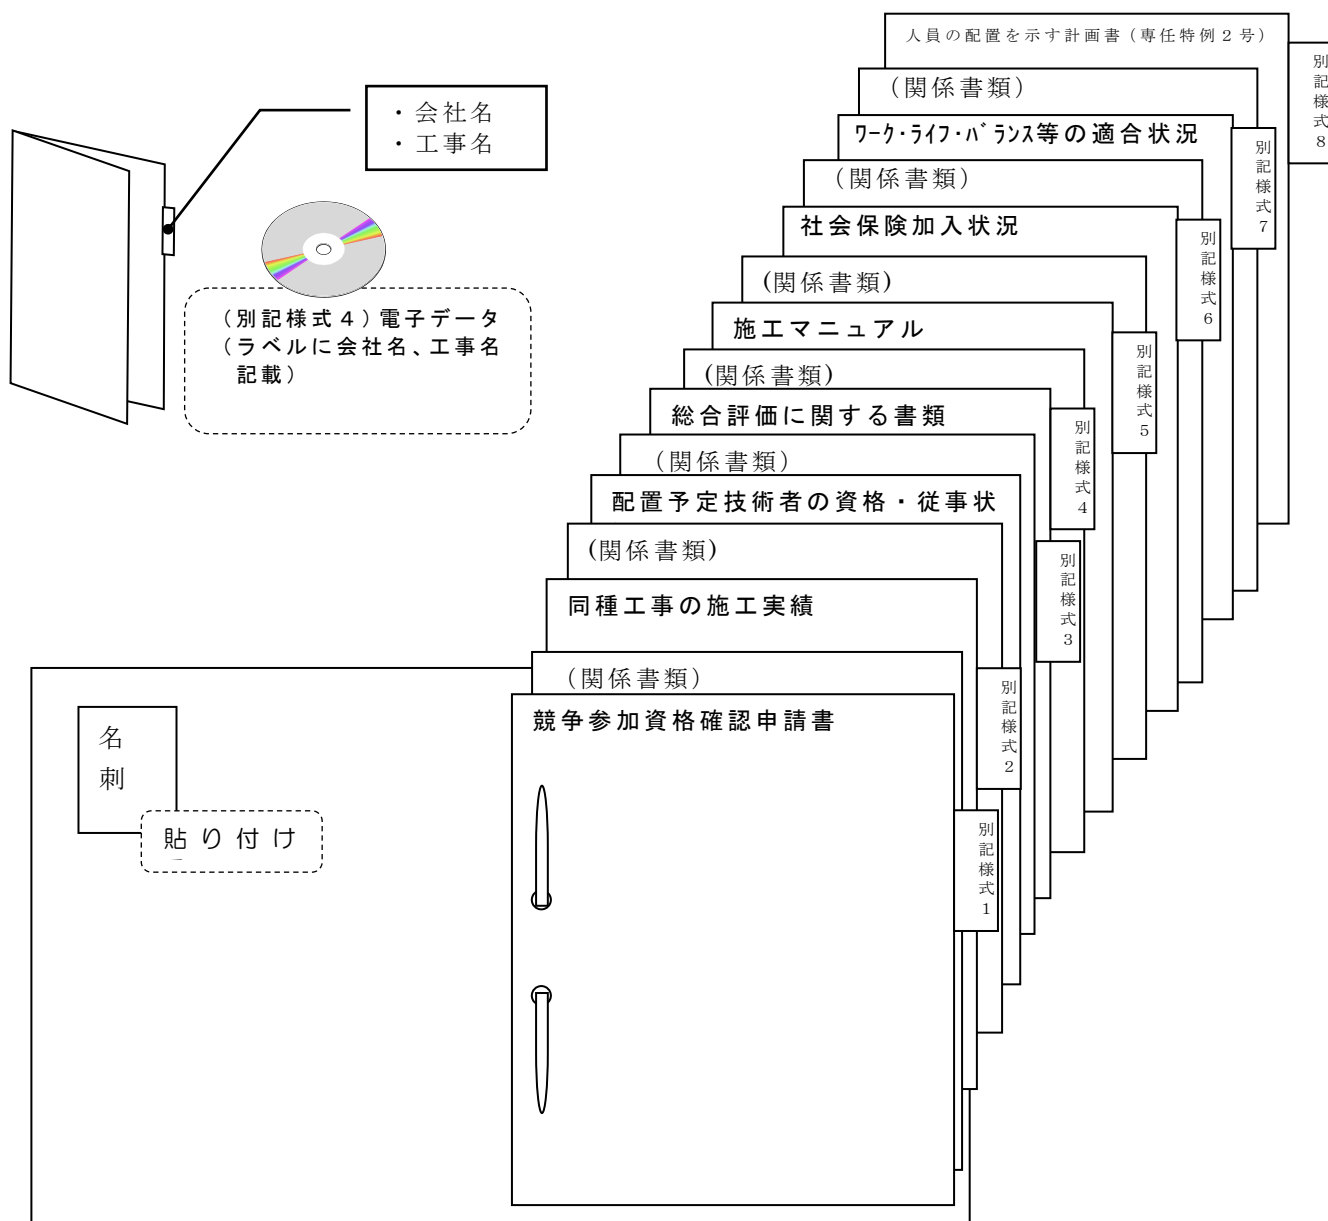 人員の配置を示す計画書（専任特例２号）
別記様式８
（関係書類）
・会社名
・工事名
ﾜｰｸ･ﾗｲﾌ･ﾊﾞﾗﾝｽ等の適合状況
別記様式７
（関係書類）
社会保険加入状況
別記様式６
(関係書類)
（別記様式４）電子データ
（ラベルに会社名、工事名
記載）
施工マニュアル
別記様式５
(関係書類)
総合評価に関する書類
別記様式４
（関係書類）
配置予定技術者の資格・従事状
別記様式３
(関係書類)
同種工事の施工実績
別記様式２
（関係書類）
競争参加資格確認申請書
別記様式１
名
刺
貼り付け